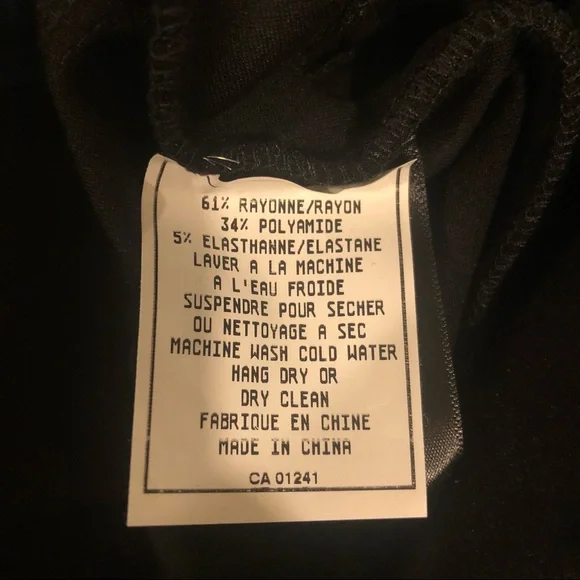 61% RAYONNE/RAYON
34% POLYAMIDE
5% ELASTHANNE/ELASTANE
LAVER A LA MACHINE
A L'EAU FROIDE
SUSPENDRE POUR SECHER
OU NETTOYAGE A SEC
MACHINE WASH COLD WATER
HANG DRY OR
DRY CLEAN
FABRIQUE EN CHINE
MADE IN CHINA
CA 01241